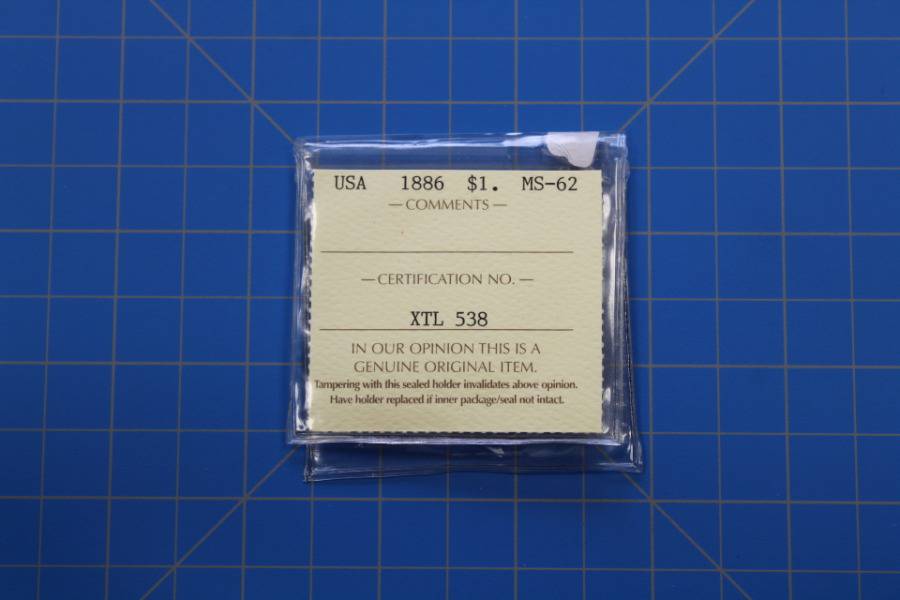 USA 1886 $1. MS-62
— COMMENTS —
— CERTIFICATION NO. —
XTL 538
IN OUR OPINION THIS IS A
GENUINE ORIGINAL ITEM.
Tampering with this sealed holder invalidates above opinion.
Have holder replaced if inner package/seal not intact.